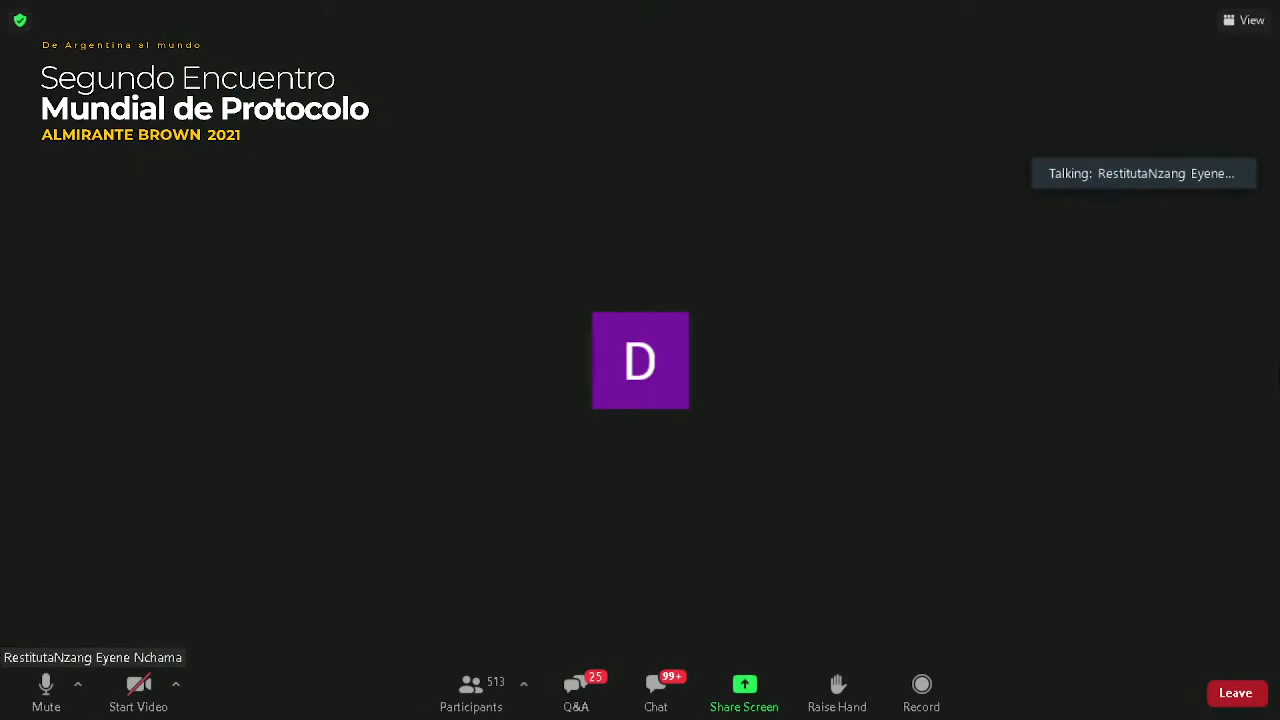 View
De Argentina al mundo
Segundo Encuentro
Mundial de Protocolo
ALMIRANTE BROWN 2021
Talking: RestitutaNzang Eyene...
D
RestitutaNzang Eyene Nchama
Mute
Start Video
513
Participants
25
Q&A
99+
Chat
Share Screen
Raise Hand
Record
Leave